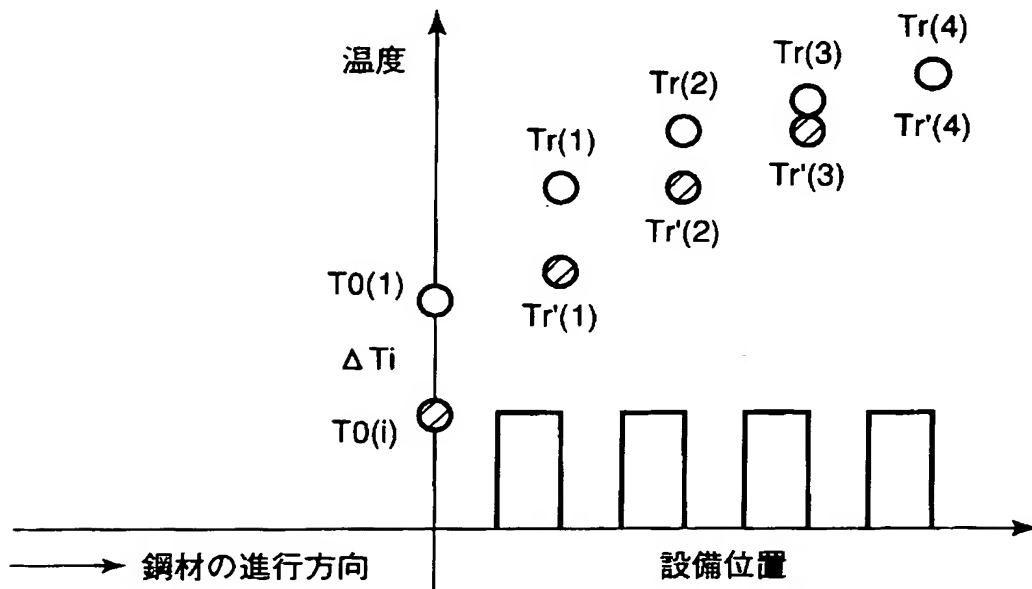 温度
Tr(4)
Tr(3)
Tr(2)
Tr(1)
Tr'(4)
Tr'(3)
Tr'(2)
Tr'(1)
T0(1)
Δ Ti
T0(i)
鋼材の進行方向
設備位置